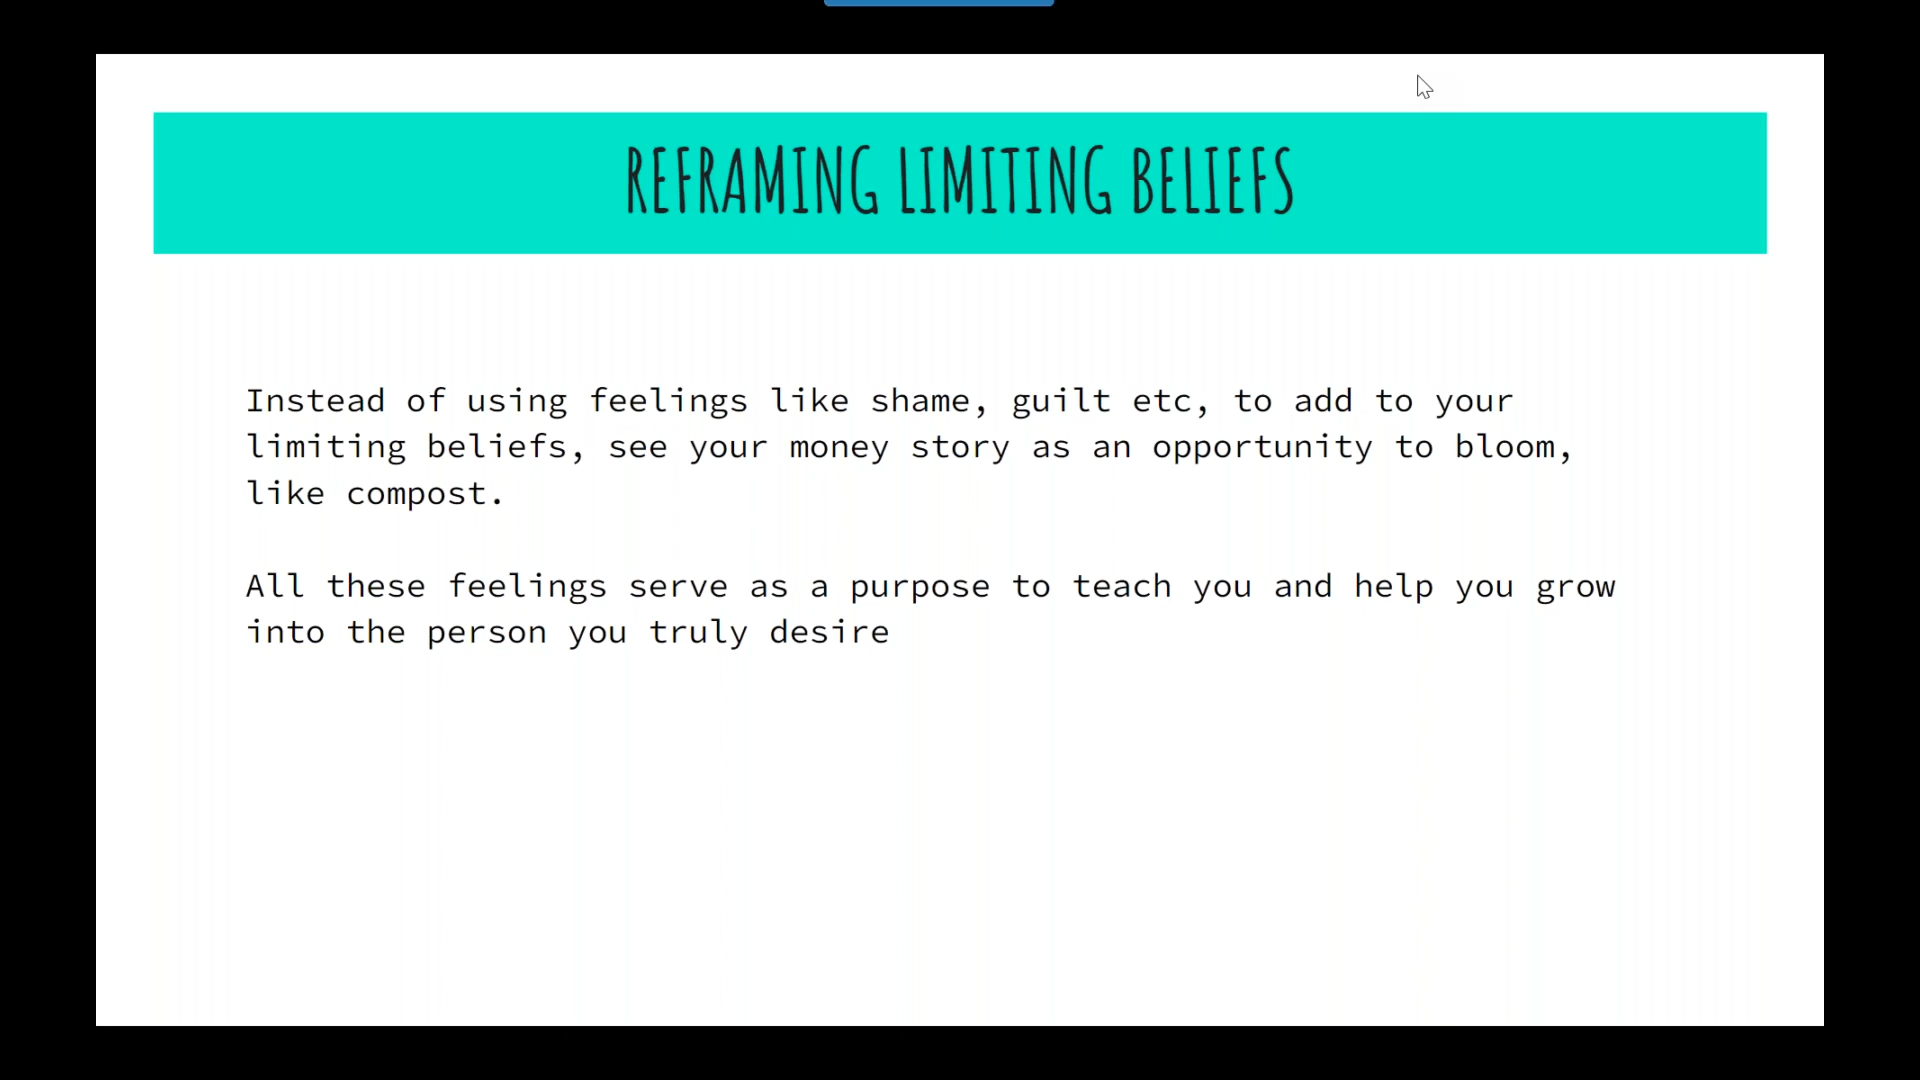 REFRAMING LIMITING BELIEFS
Instead of using feelings like shame, guilt etc, to add to your
limiting beliefs, see your money story as an opportunity to bloom,
like compost.
All these feelings serve as a purpose to teach you and help you grow
into the person you truly desire